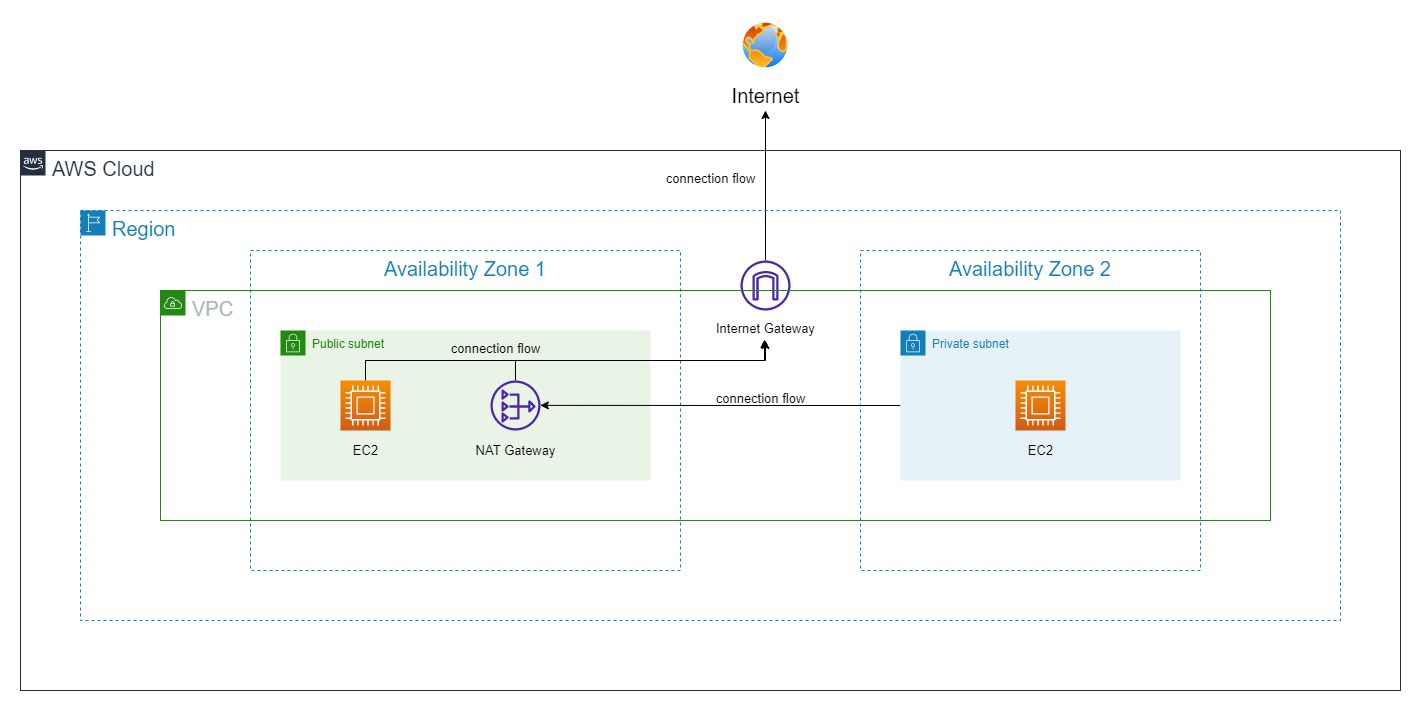 Internet
aws
AWS Cloud
connection flow
Region
Availability Zone 1
Availability Zone 2
VPC
Internet Gateway
Public subnet
connection flow
Private subnet
connection flow
EC2
NAT Gateway
EC2